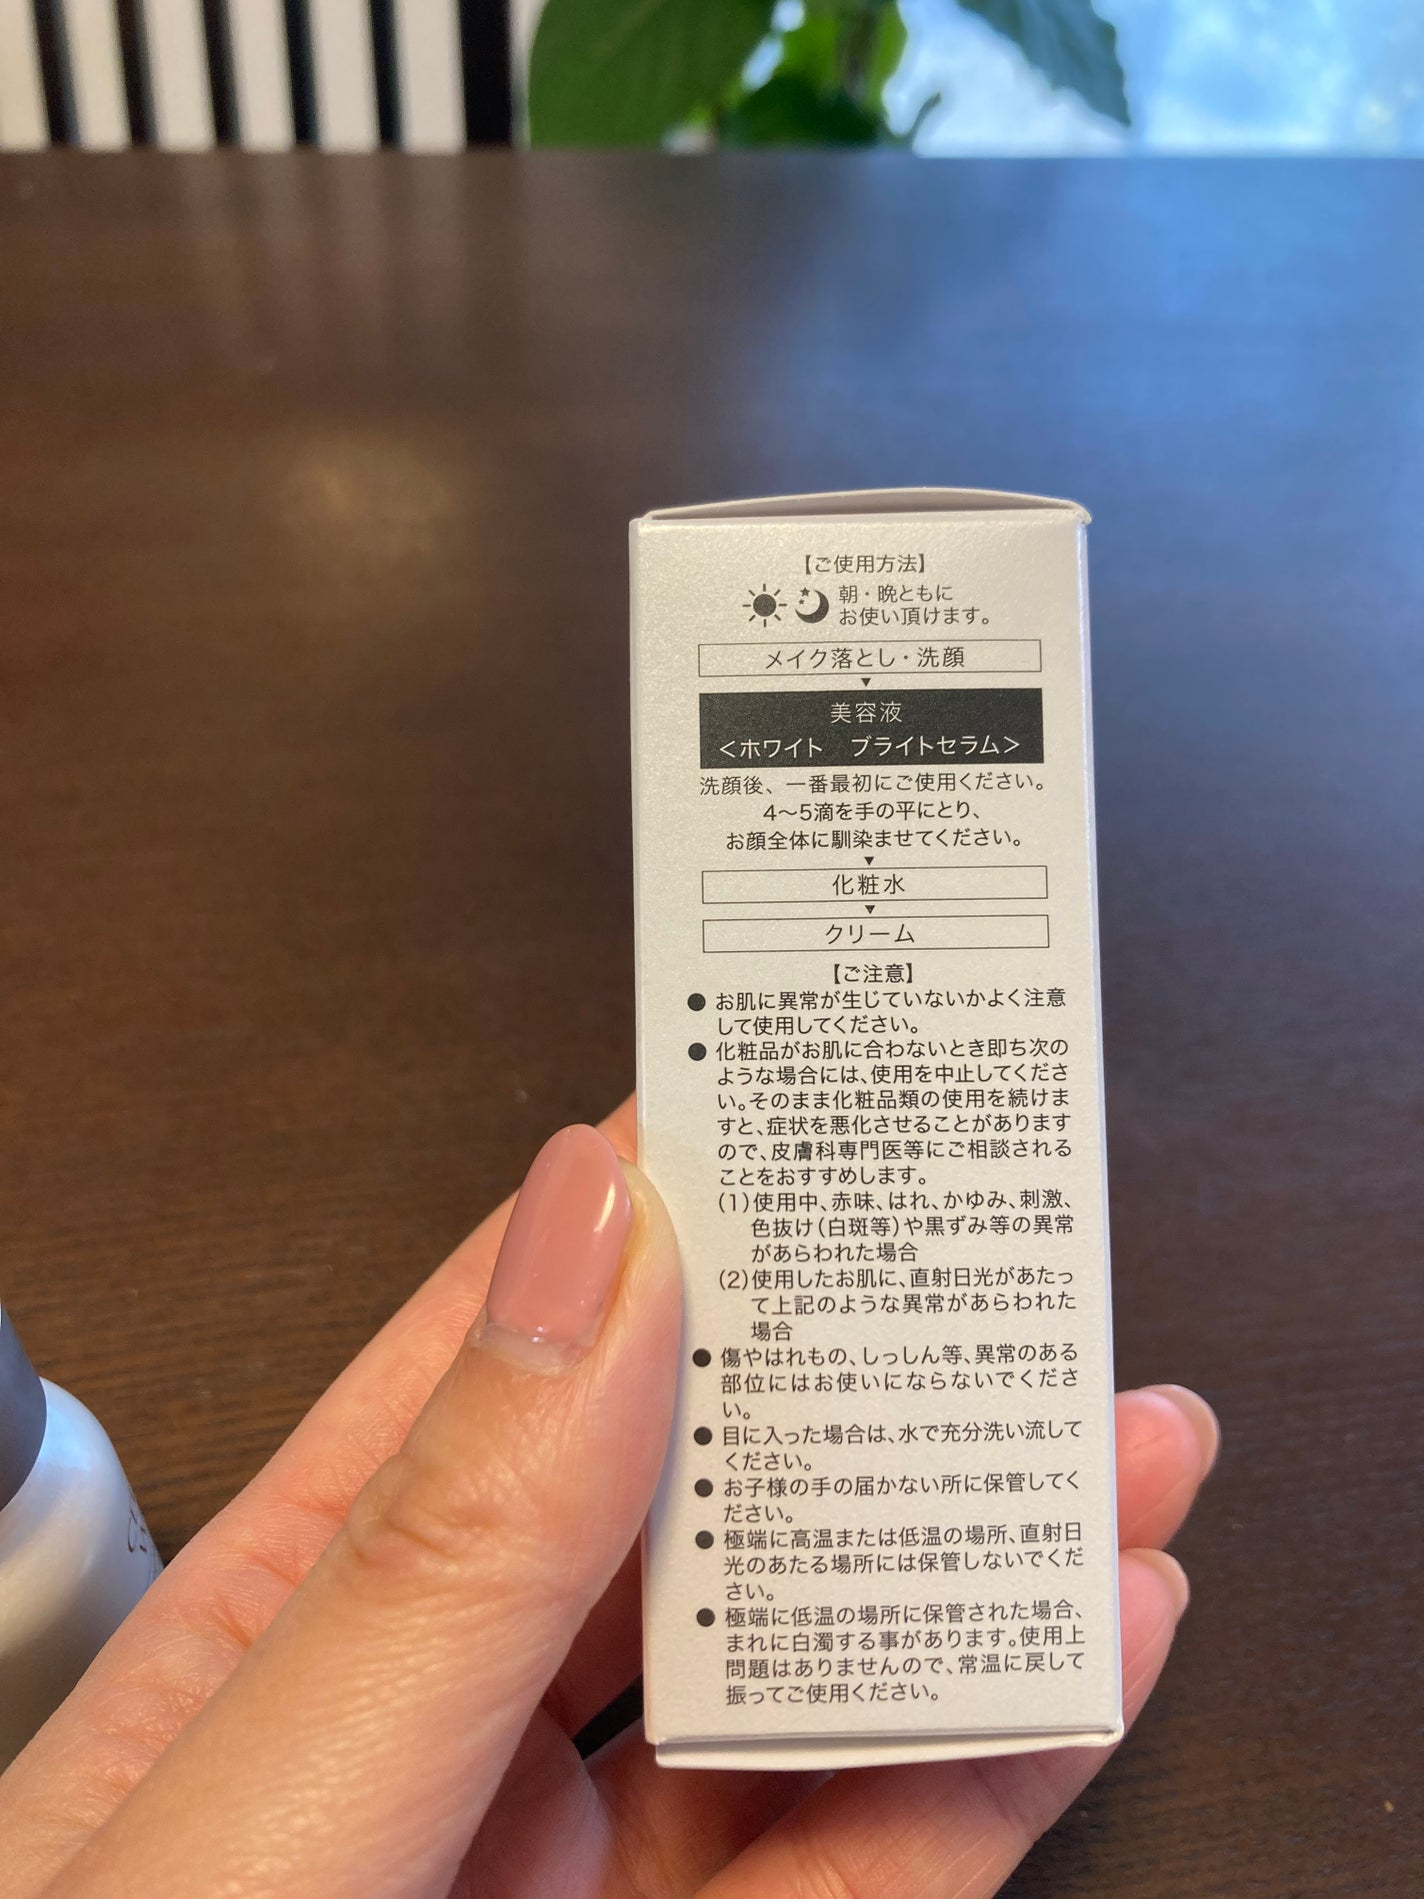 【ご使用方法】
朝・晩ともに
お使い頂けます。
メイク落とし・洗顔
▼
美容液
＜ホワイト　ブライトセラム＞
洗顔後、一番最初にご使用ください。
4〜5滴を手の平にとり、
お顔全体に馴染ませてください。
▼
化粧水
▼
クリーム
【ご注意】
● お肌に異常が生じていないかよく注意
して使用してください。
● 化粧品がお肌に合わないとき即ち次の
ような場合には、使用を中止してくださ
い。そのまま化粧品類の使用を続けま
すと、症状を悪化させることがあります
ので、皮膚科専門医等にご相談される
ことをおすすめします。
(1)使用中、赤味、はれ、かゆみ、刺激、
色抜け(白斑等)や黒ずみ等の異常
があらわれた場合
(2)使用したお肌に、直射日光があたっ
て上記のような異常があらわれた
場合
● 傷やはれもの、しっしん等、異常のある
部位にはお使いにならないでくださ
い。
● 目に入った場合は、水で充分洗い流して
ください。
● お子様の手の届かない所に保管してく
ださい。
● 極端に高温または低温の場所、直射日
光のあたる場所には保管しないでくだ
さい。
● 極端に低温の場所に保管された場合、
まれに白濁する事があります。使用上
問題はありませんので、常温に戻して
振ってご使用ください。